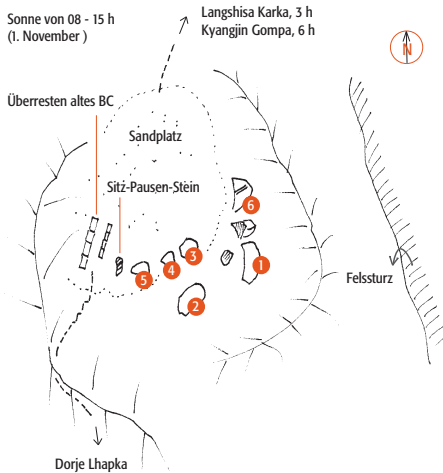 Sonne von 08 - 15 h
(1. November )
Langshisa Karka, 3 h
Kyangjin Gompa, 6 h
N
Überresten altes BC
Sandplatz
Sitz-Pausen-Stein
6
3
4
5
1
2
Felssturz
Dorje Lhapka